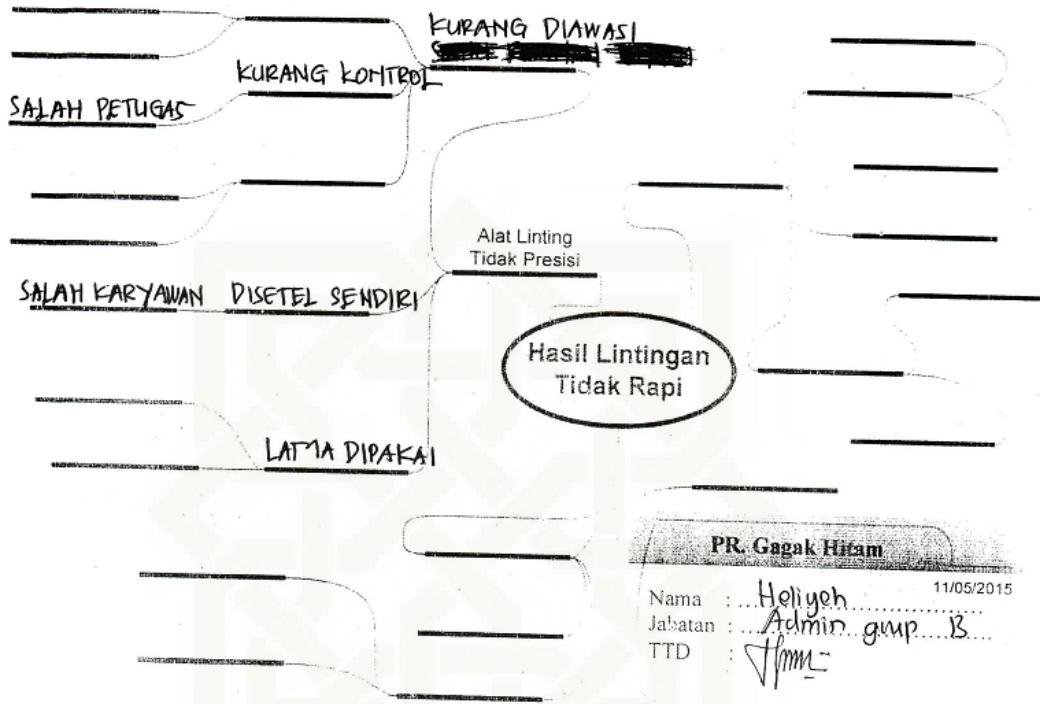 KURANG DIAWASI
KURANG KONTROL
SALAH PETUGAS
Alat Linting
Tidak Presisi
SALAH KARYAWAN DISETEL SENDIRI
Hasil Lintingan
Tidak Rapi
LAMA DIPAKAI
PR. Gagak Hitam
11/05/2015
Nama : Heliyeh
Jabatan : Admin grup B
TTD :